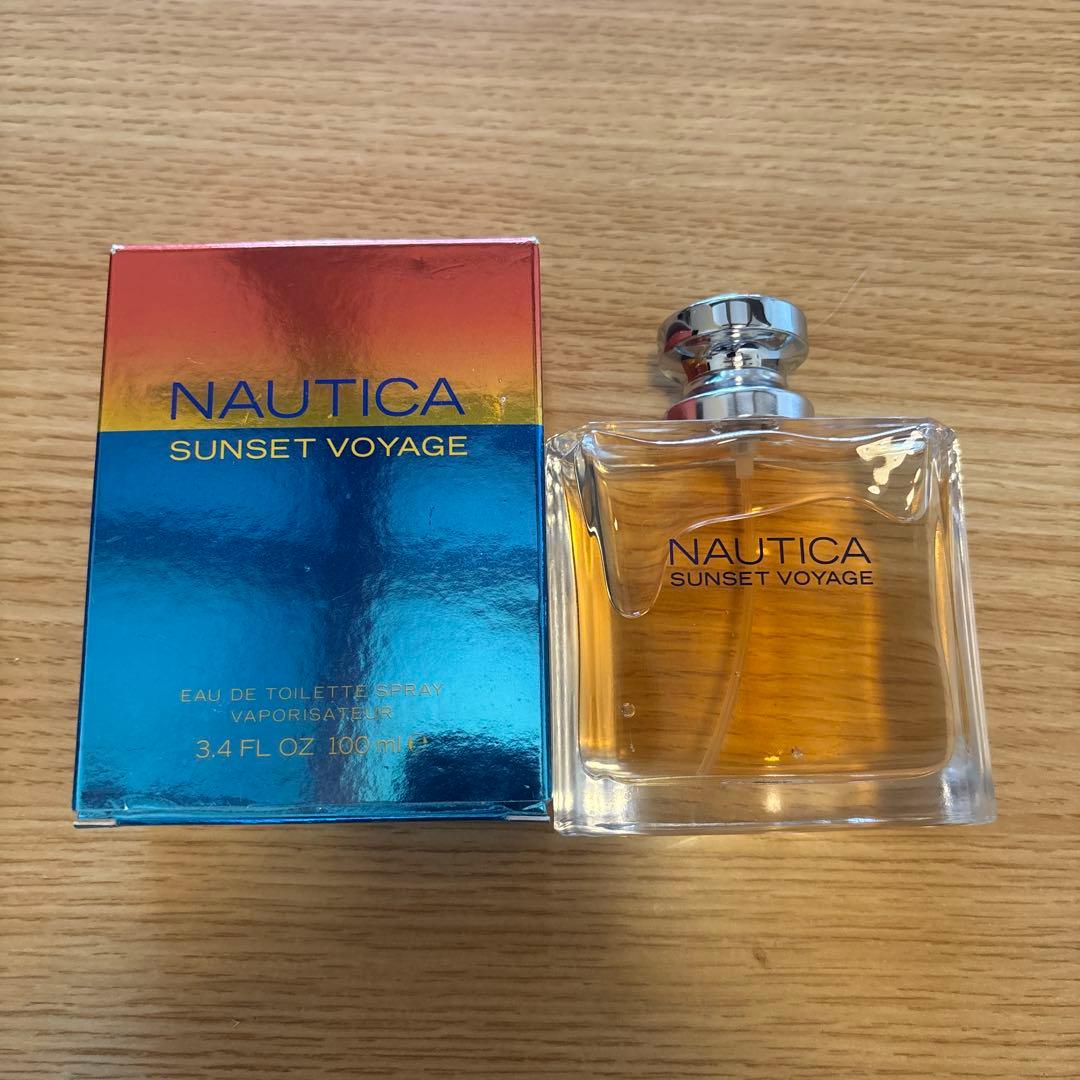 NAUTICA
SUNSET VOYAGE
EAU DE TOILETTE SPRAY
VAPORISATEUR
3.4 FL OZ 100 ml ℮
NAUTICA
SUNSET VOYAGE